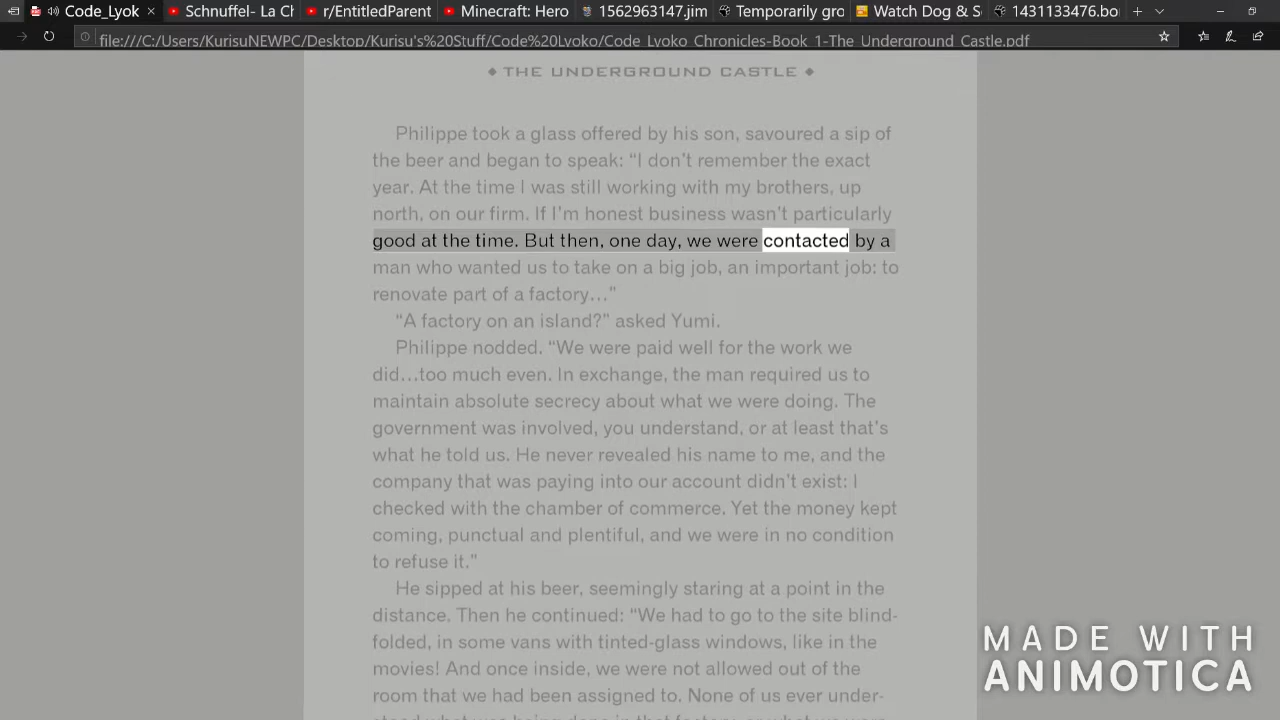 Code_Lyok
Schnuffel- La Ch
r/EntitledParent
Minecraft: Hero
1562963147.jim
Temporarily gro
Watch Dog & S
1431133476.bo
file:///C:/Users/KurisuNEWPC/Desktop/Kurisu's%20Stuff/Code%20Lyoko/Code_Lyoko_Chronicles-Book_1-The_Underground_Castle.pdf
◆ THE UNDERGROUND CASTLE ◆
Philippe took a glass offered by his son, savoured a sip of
the beer and began to speak: “I don’t remember the exact
year. At the time I was still working with my brothers, up
north, on our firm. If I’m honest business wasn’t particularly
good at the time. But then, one day, we were contacted by a
man who wanted us to take on a big job, an important job: to
renovate part of a factory…”
“A factory on an island?” asked Yumi.
Philippe nodded. “We were paid well for the work we
did…too much even. In exchange, the man required us to
maintain absolute secrecy about what we were doing. The
government was involved, you understand, or at least that’s
what he told us. He never revealed his name to me, and the
company that was paying into our account didn’t exist: I
checked with the chamber of commerce. Yet the money kept
coming, punctual and plentiful, and we were in no condition
to refuse it.”
He sipped at his beer, seemingly staring at a point in the
distance. Then he continued: “We had to go to the site blind-
folded, in some vans with tinted-glass windows, like in the
movies! And once inside, we were not allowed out of the
room that we had been assigned to. None of us ever under-
MADE WITH
ANIMOTICA